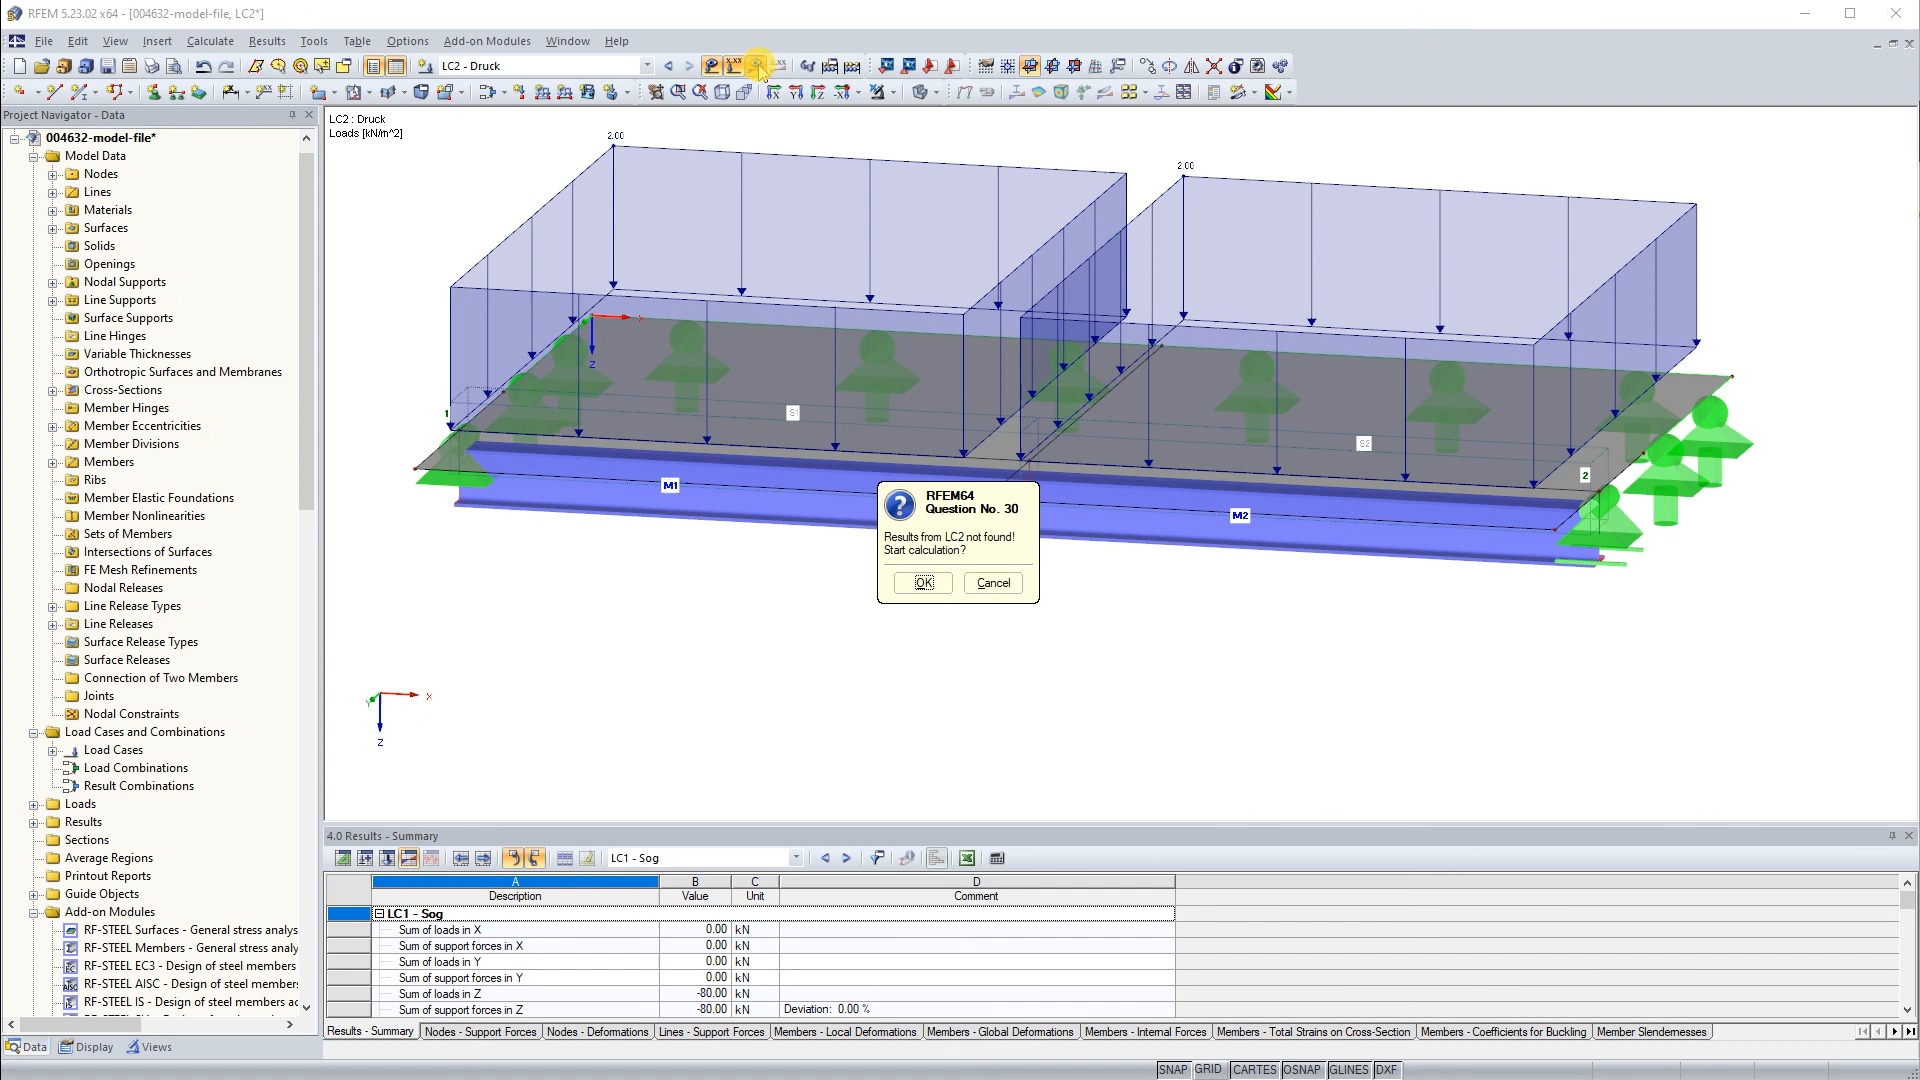 RFEM 5.23.02 x64 - [004632-model-file, LC2*]
File Edit View Insert Calculate Results Tools Table Options Add-on Modules Window Help
LC2 - Druck
Project Navigator - Data
004632-model-file*
Model Data
Nodes
Lines
Materials
Surfaces
Solids
Openings
Nodal Supports
Line Supports
Surface Supports
Line Hinges
Variable Thicknesses
Orthotropic Surfaces and Membranes
Cross-Sections
Member Hinges
Member Eccentricities
Member Divisions
Members
Ribs
Member Elastic Foundations
Member Nonlinearities
Sets of Members
Intersections of Surfaces
FE Mesh Refinements
Nodal Releases
Line Release Types
Line Releases
Surface Release Types
Surface Releases
Connection of Two Members
Joints
Nodal Constraints
Load Cases and Combinations
Load Cases
Load Combinations
Result Combinations
Loads
Results
Sections
Average Regions
Printout Reports
Guide Objects
Add-on Modules
RF-STEEL Surfaces - General stress analys
RF-STEEL Members - General stress analy
RF-STEEL EC3 - Design of steel members
RF-STEEL AISC - Design of steel member
RF-STEEL IS - Design of steel members ac
Data Display Views
LC2 : Druck
Loads [kN/m^2]
2.00
2.00
X
Z
1
S1
S2
2
M1
M2
RFEM64
Question No. 30
Results from LC2 not found!
Start calculation?
OK Cancel
X
Y
Z
4.0 Results - Summary
LC1 - Sog
A B C D
Description Value Unit Comment
LC1 - Sog
Sum of loads in X 0.00 kN
Sum of support forces in X 0.00 kN
Sum of loads in Y 0.00 kN
Sum of support forces in Y 0.00 kN
Sum of loads in Z -80.00 kN
Sum of support forces in Z -80.00 kN Deviation: 0.00 %
Results - Summary Nodes - Support Forces Nodes - Deformations Lines - Support Forces Members - Local Deformations Members - Global Deformations Members - Internal Forces Members - Total Strains on Cross-Section Members - Coefficients for Buckling Member Slendernesses
SNAP GRID CARTES OSNAP GLINES DXF